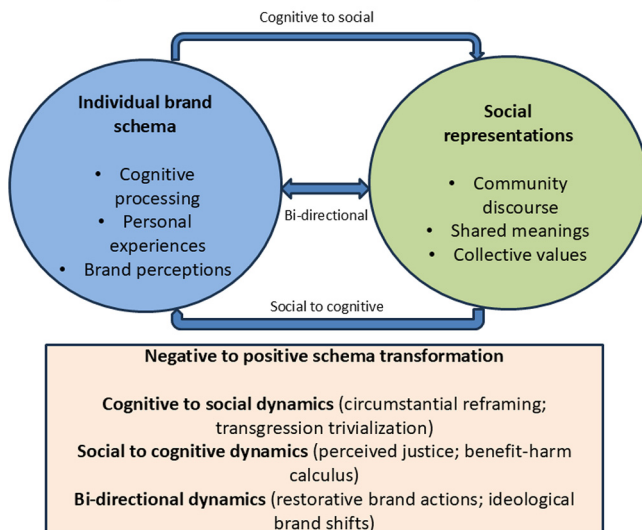 Cognitive to social
Individual brand
schema
• Cognitive
processing
• Personal
experiences
• Brand perceptions
Bi-directional
Social
representations
• Community
discourse
• Shared meanings
• Collective values
Social to cognitive
Negative to positive schema transformation
Cognitive to social dynamics (circumstantial reframing;
transgression trivialization)
Social to cognitive dynamics (perceived justice; benefit-harm
calculus)
Bi-directional dynamics (restorative brand actions; ideological
brand shifts)